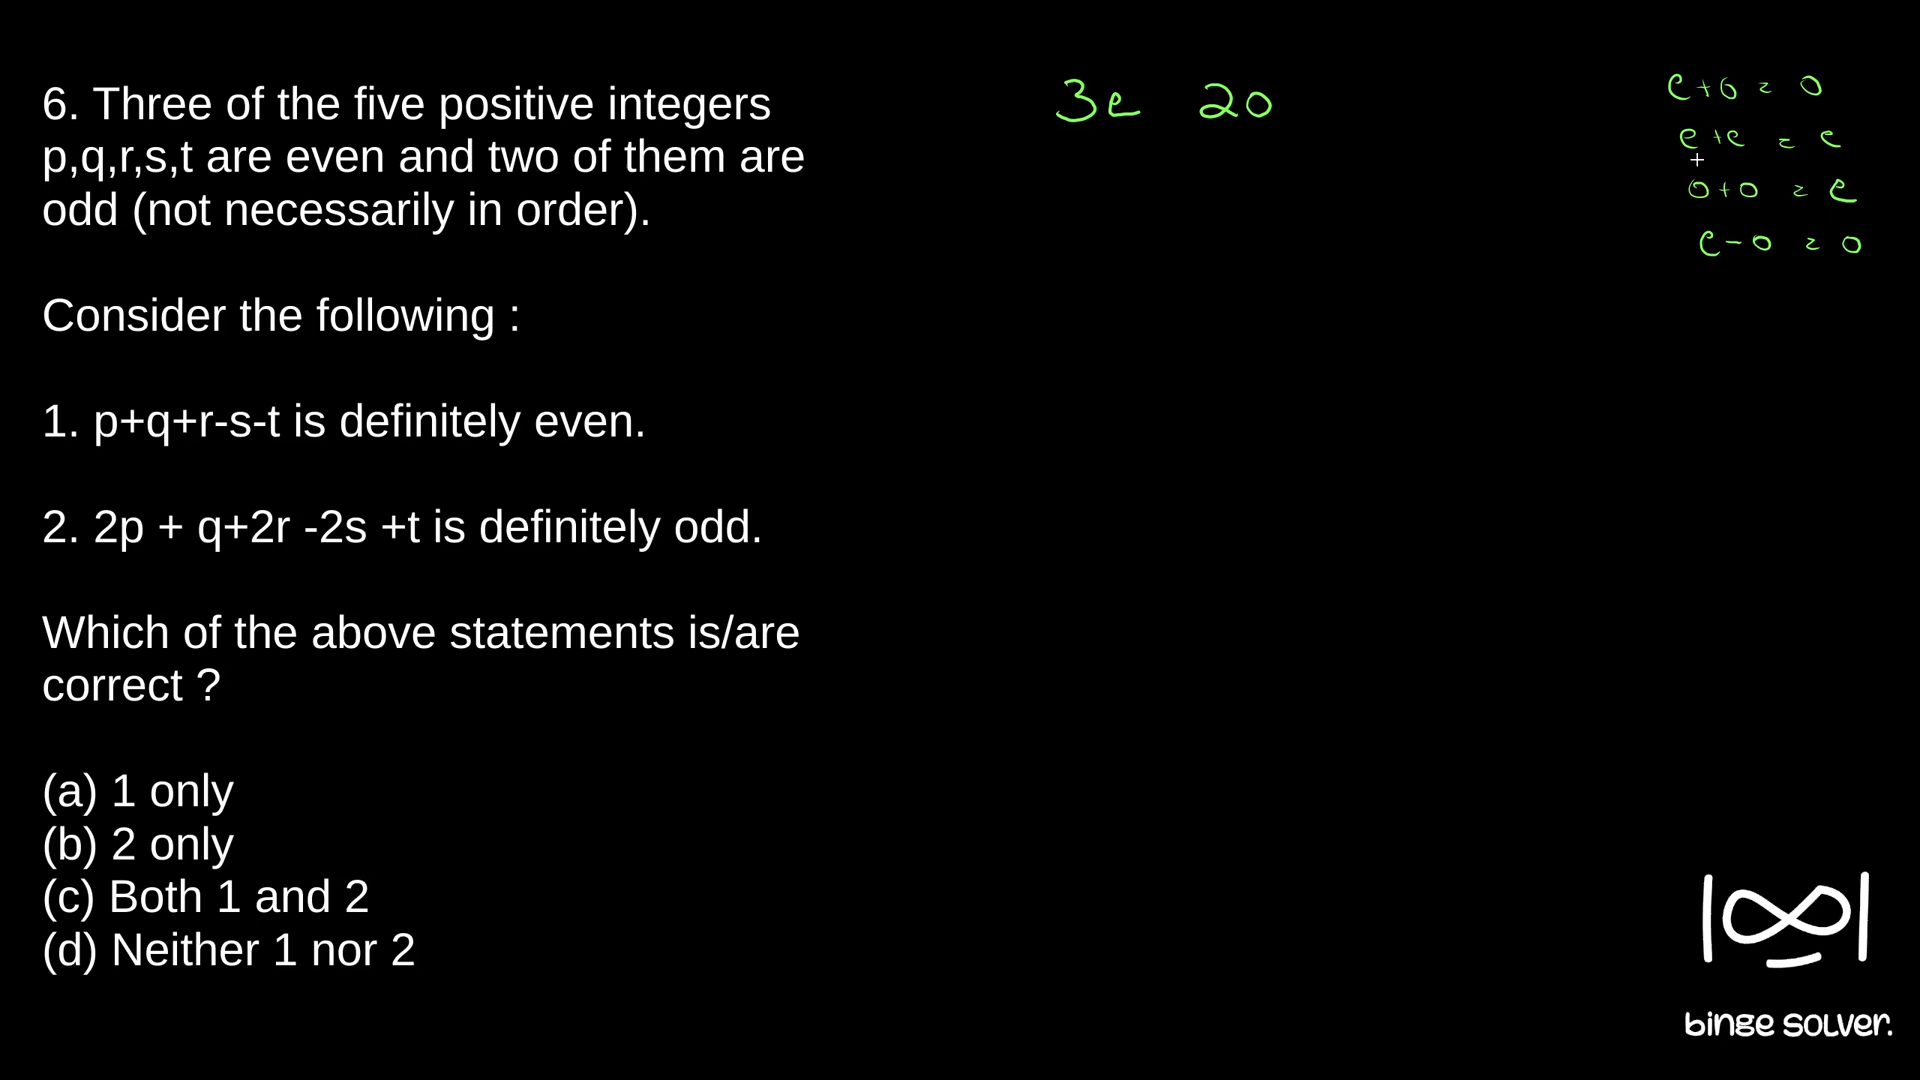 6. Three of the five positive integers
p,q,r,s,t are even and two of them are
odd (not necessarily in order).
Consider the following :
1. p+q+r-s-t is definitely even.
2. 2p + q+2r -2s +t is definitely odd.
Which of the above statements is/are
correct ?
(a) 1 only
(b) 2 only
(c) Both 1 and 2
(d) Neither 1 nor 2
3e 2o
e+o = o
e+e = e
o+o = e
e-o = o
binge solver.